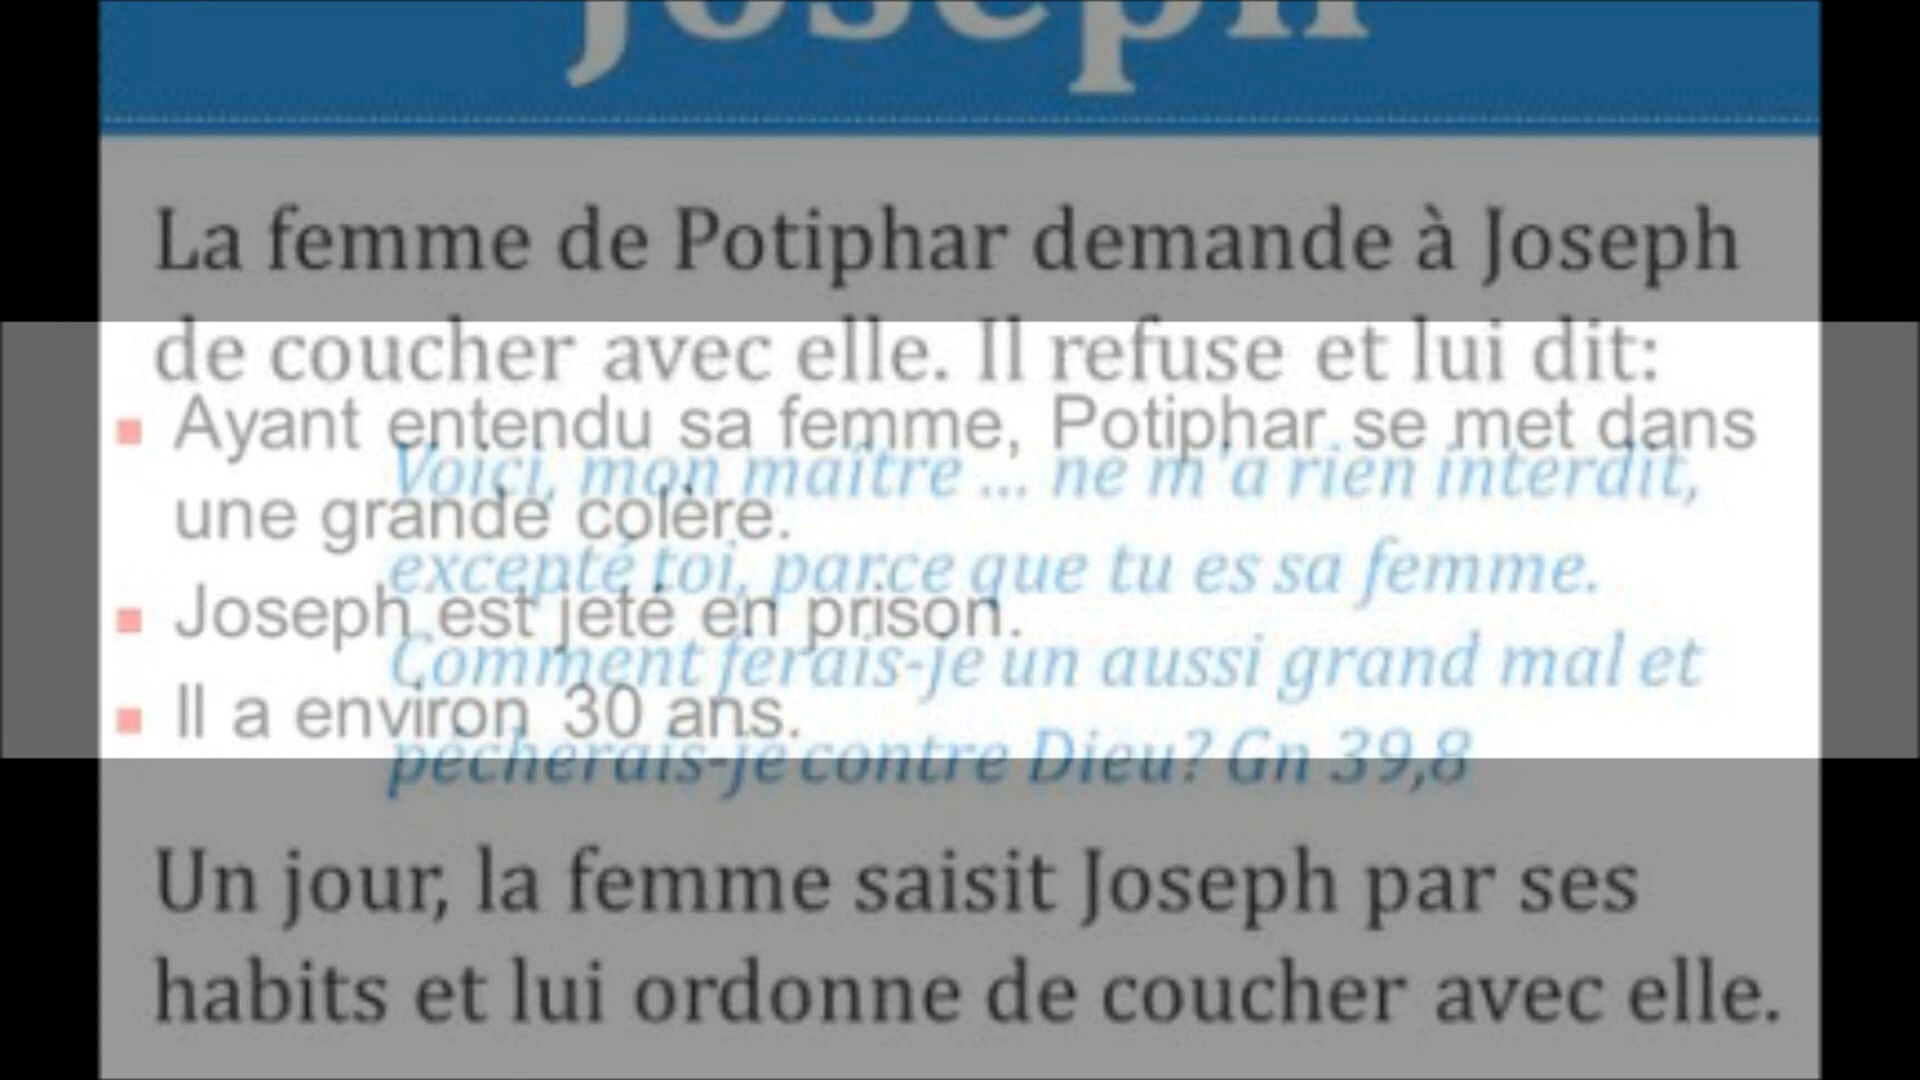 Joseph
La femme de Potiphar demande à Joseph
de coucher avec elle. Il refuse et lui dit:
Ayant entendu sa femme, Potiphar se met dans
Voici, mon maître ... ne m'a rien interdit,
une grande colère.
excepté toi, parce que tu es sa femme.
Joseph est jeté en prison.
Comment ferais-je un aussi grand mal et
Il a environ 30 ans.
pécherais-je contre Dieu? Gn 39,8
Un jour, la femme saisit Joseph par ses
habits et lui ordonne de coucher avec elle.